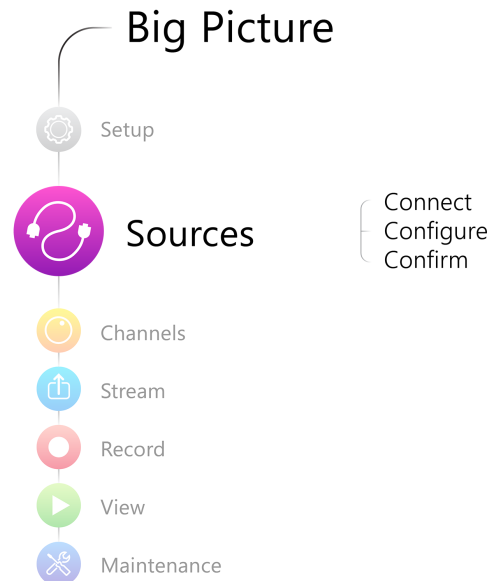 Big Picture
Setup
Sources
Connect
Configure
Confirm
Channels
Stream
Record
View
Maintenance